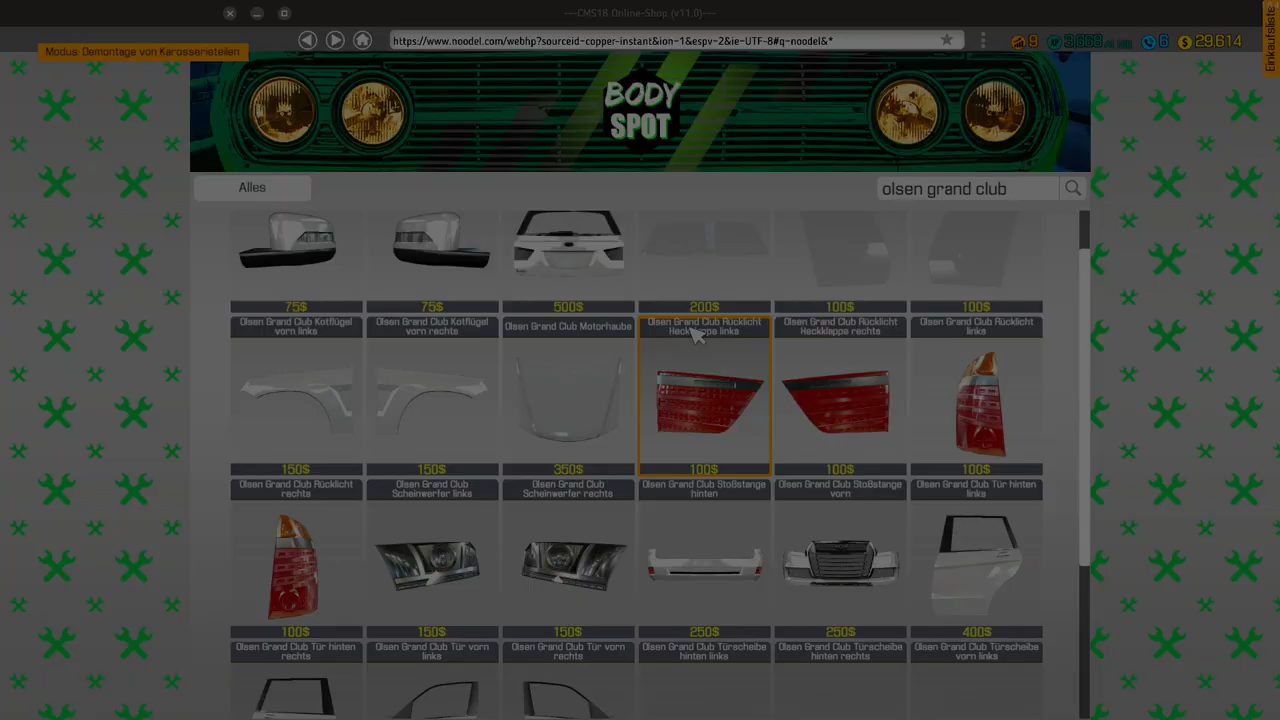 ---CMS18 Online-Shop (v11.0)---
Modus: Demontage von Karosserieteilen
https://www.noodel.com/webhp?sourceid-copper-instant&ion-1&espv-2&ie-UTF-8#q-noodel&*
9
6
29,614
Einkaufsliste
BODY
SPOT
Alles
olsen grand club
75$
75$
500$
200$
100$
100$
Olsen Grand Club Kotflügel
vorn links
Olsen Grand Club Kotflügel
vorn rechts
Olsen Grand Club Motorhaube
Olsen Grand Club Rücklicht
Heckklappe links
Olsen Grand Club Rücklicht
Heckklappe rechts
Olsen Grand Club Rücklicht
links
150$
150$
350$
100$
100$
100$
Olsen Grand Club Rücklicht
rechts
Olsen Grand Club
Scheinwerfer links
Olsen Grand Club
Scheinwerfer rechts
Olsen Grand Club Stoßstange
hinten
Olsen Grand Club Stoßstange
vorn
Olsen Grand Club Tür hinten
links
100$
150$
150$
250$
250$
400$
Olsen Grand Club Tür hinten
rechts
Olsen Grand Club Tür vorn
links
Olsen Grand Club Tür vorn
rechts
Olsen Grand Club Türscheibe
hinten links
Olsen Grand Club Türscheibe
hinten rechts
Olsen Grand Club Türscheibe
vorn links